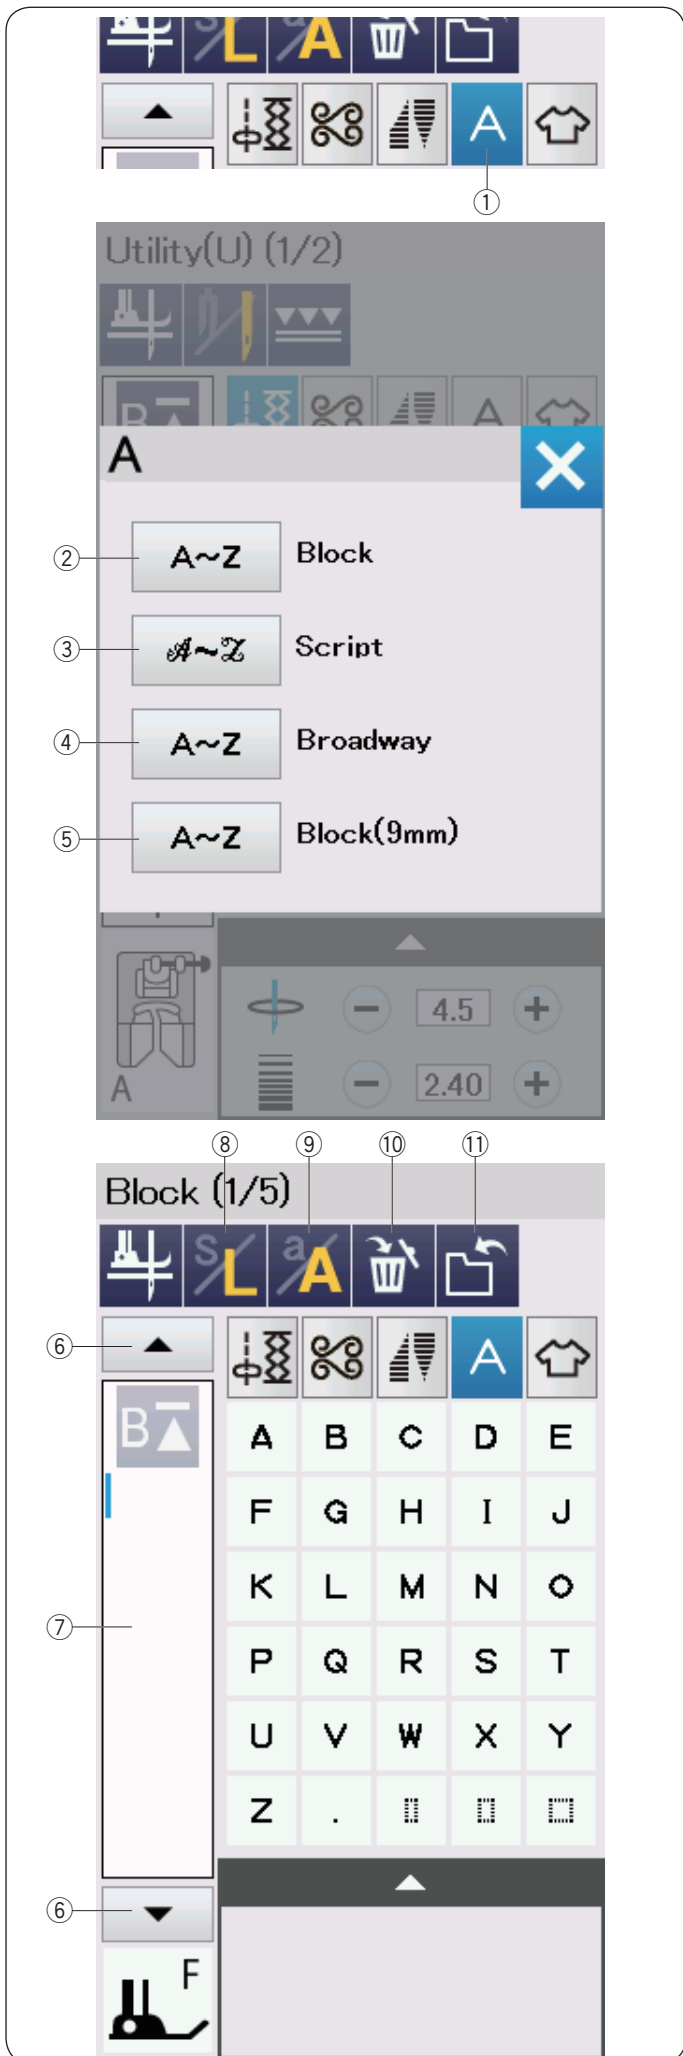 S L a A
A
①
Utility(U) (1/2)
B A
A
② A~Z Block
③ A~Z Script
④ A~Z Broadway
⑤ A~Z Block(9mm)
4.5
A 2.40
⑧ ⑨ ⑩ ⑪
Block (1/5)
S L a A
⑥ A
B A B C D E
F G H I J
K L M N O
⑦
P Q R S T
U V W X Y
Z .
⑥
F